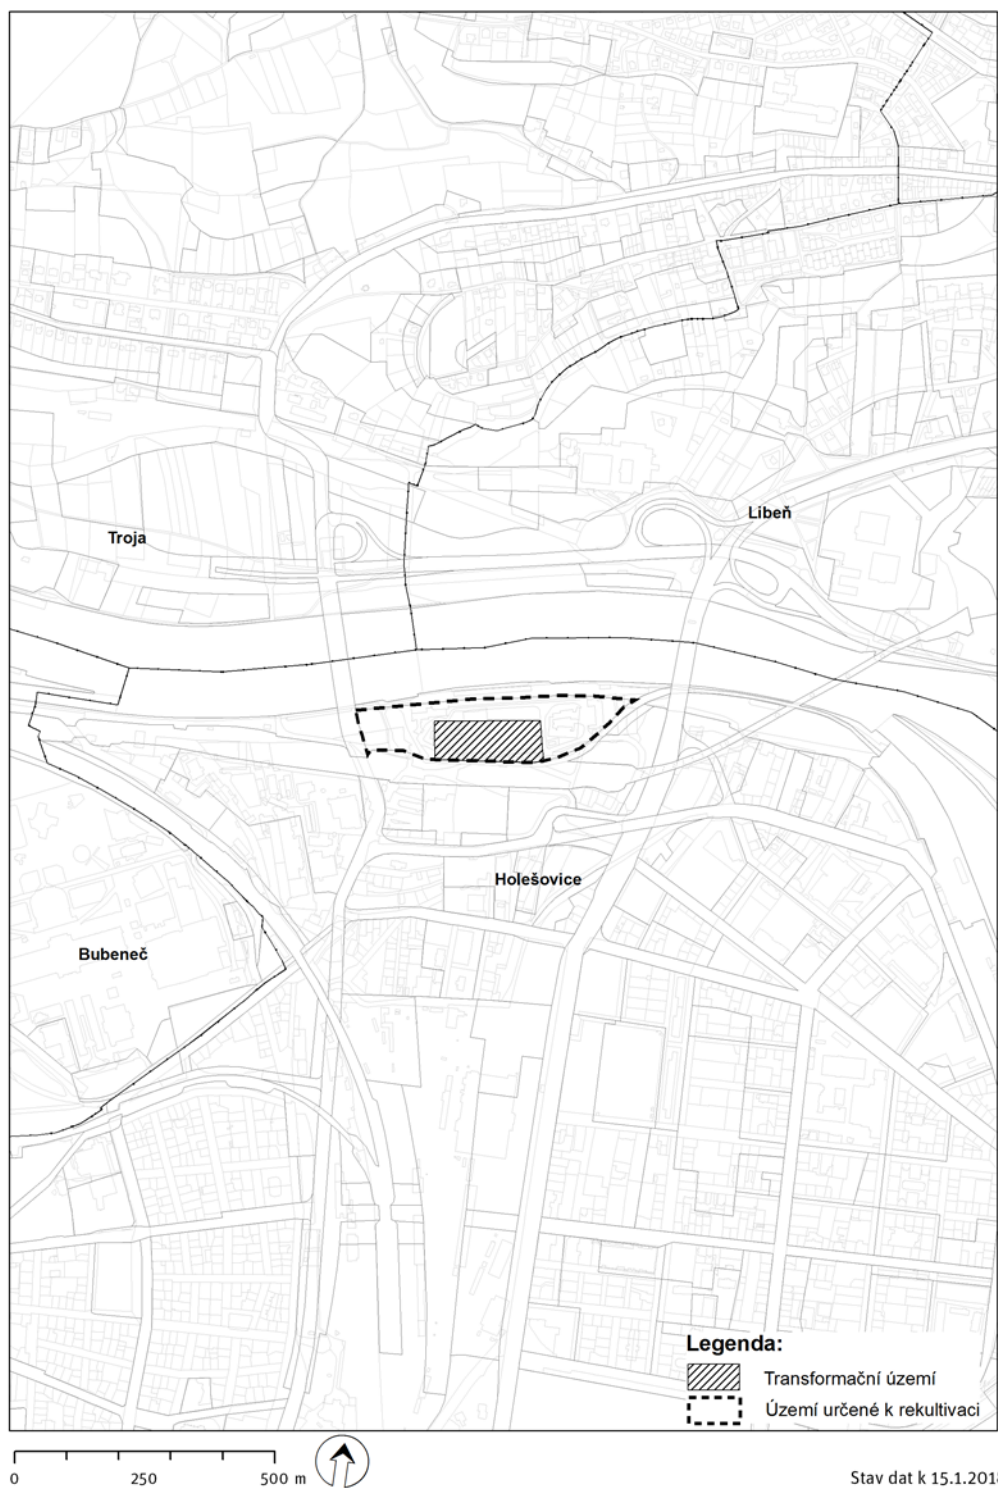 Libeň
Troja
Holešovice
Bubeneč
Legenda:
Transformační území
Území určené k rekultivaci
0 250 500 m
Stav dat k 15.1.2018